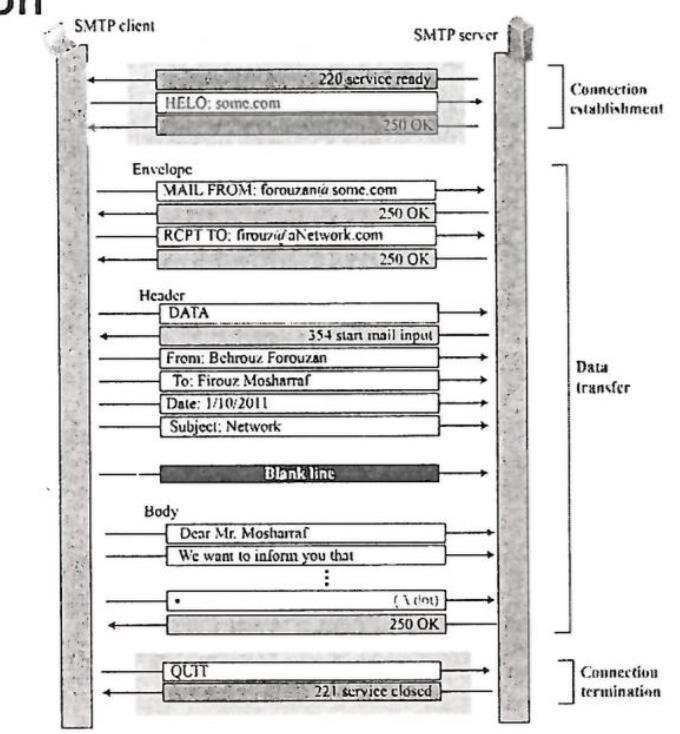 on
SMTP client
SMTP server
220 service ready
HELO: some.com
250 OK
Connection
establishment
Envelope
MAIL FROM: forouzan@some.com
250 OK
RCPT TO: firouz@aNetwork.com
250 OK
Header
DATA
354 start mail input
From: Behrouz Forouzan
To: Firouz Mosharraf
Date: 1/10/2011
Subject: Network
Data
transfer
Blank line
Body
Dear Mr. Mosharraf
We want to inform you that
⋮
• (A dot)
250 OK
QUIT
221 service closed
Connection
termination